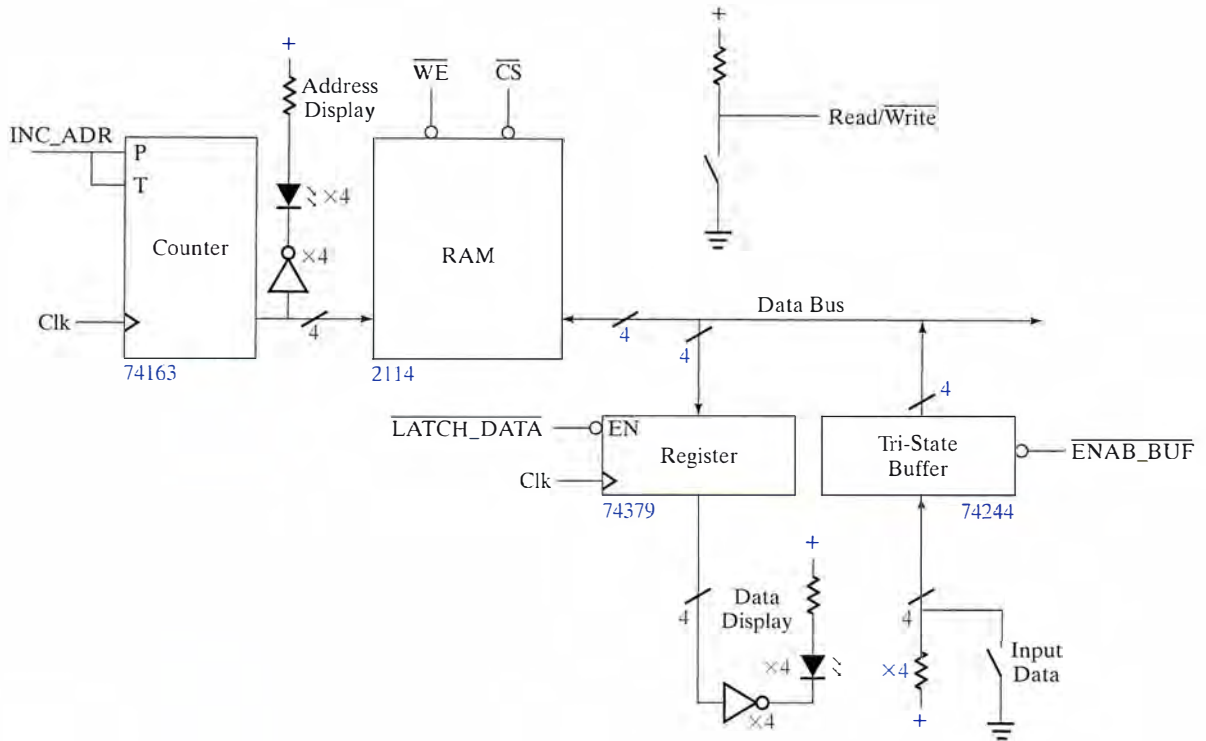 +
+
WE
CS
Address
Display
INC_ADR
P
T
×4
Read/Write
Counter
×4
RAM
Clk
4
4
4
Data Bus
74163
2114
4
LATCH_DATA
EN
Register
Tri-State
Buffer
ENAB_BUF
Clk
74379
74244
+
4
Data
Display
4
×4
×4
Input
Data
×4
+